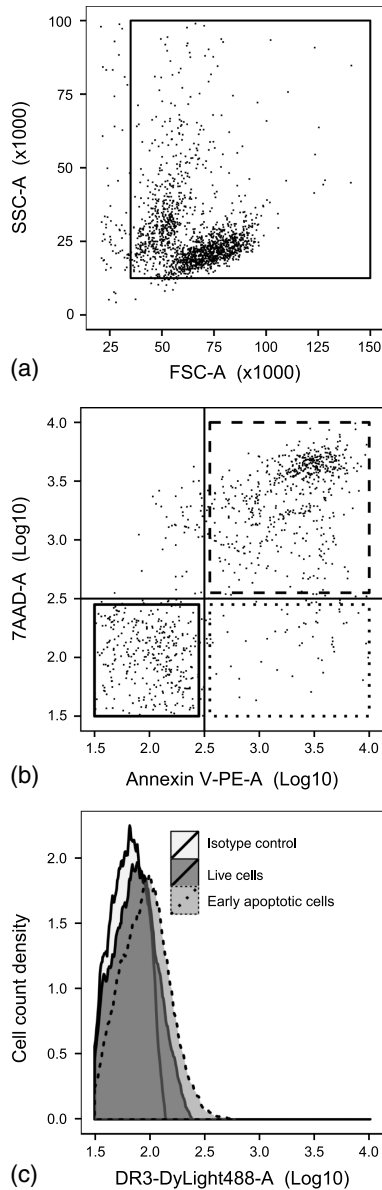 100
75
50
25
0
SSC-A (x1000)
25 50 75 100 125 150
FSC-A (x1000)
(a)
4.0
3.5
3.0
2.5
2.0
1.5
7AAD-A (Log10)
1.5 2.0 2.5 3.0 3.5 4.0
Annexin V-PE-A (Log10)
(b)
2.0
1.5
1.0
0.5
0.0
Cell count density
Isotype control
Live cells
Early apoptotic cells
1.5 2.0 2.5 3.0 3.5 4.0
DR3-DyLight488-A (Log10)
(c)